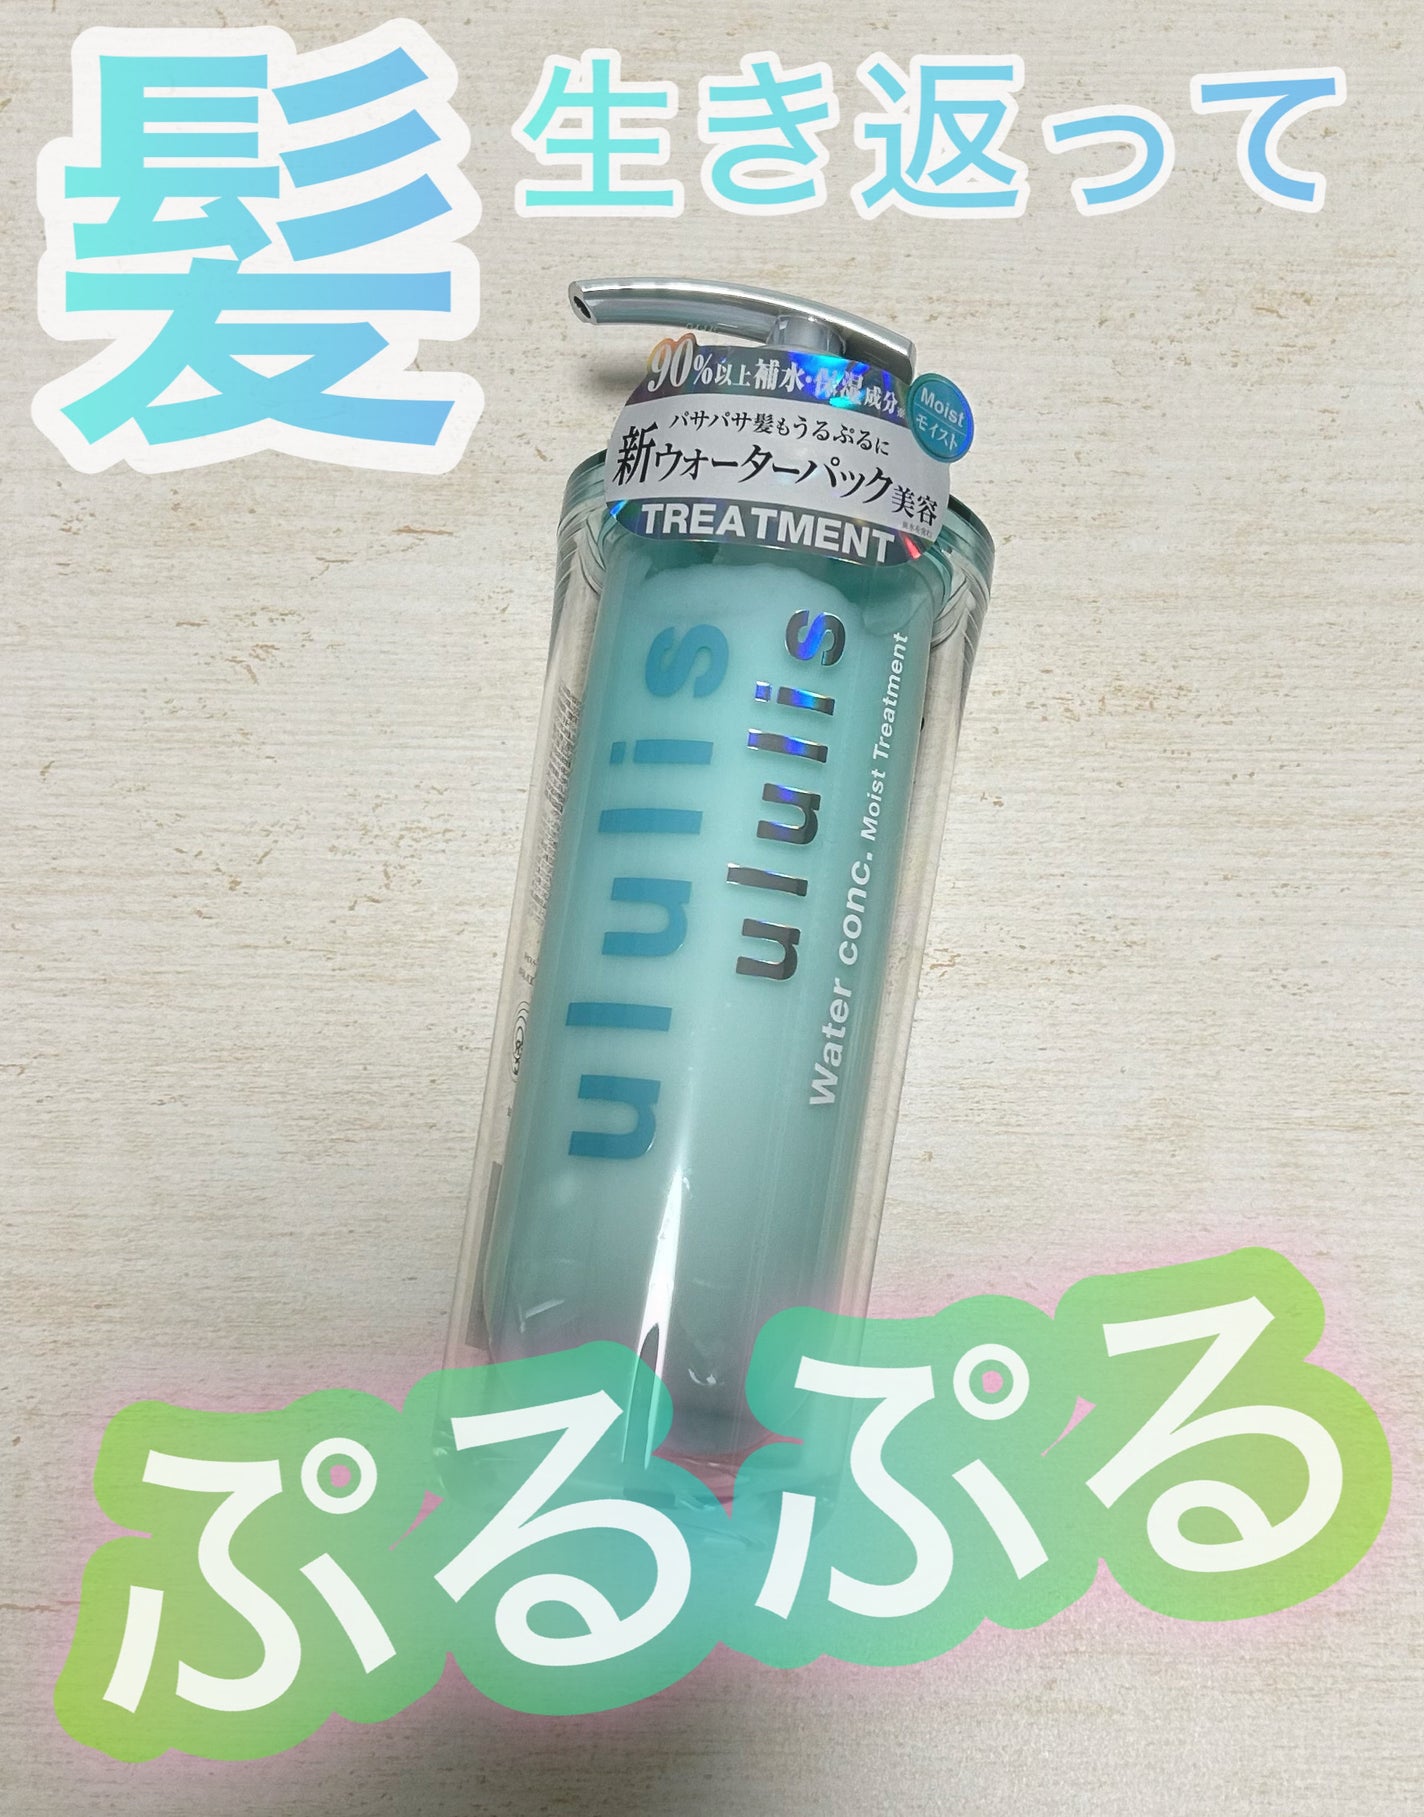 髪
生き返って
90%以上補水・保湿成分
Moist
モイスト
パサパサ髪もうるぷるに
新ウォーターパック美容
TREATMENT
ululis
ululis
Water conc. Moist Treatment
ぷるぷる